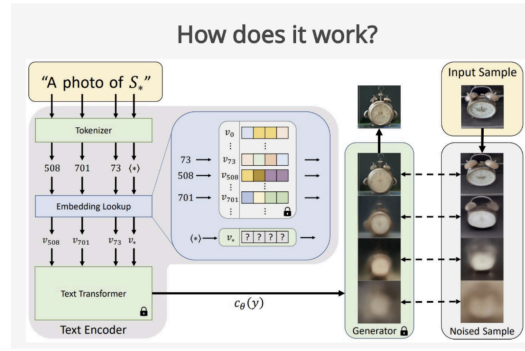 How does it work?
“A photo of S*”
Tokenizer
508 701 73 ⟨*⟩
Embedding Lookup
v508 v701 v73 v*
Text Transformer
Text Encoder
v0
73 v73
508 v508
701 v701
⟨*⟩ v* ? ? ? ?
cθ(y)
Generator
Input Sample
Noised Sample